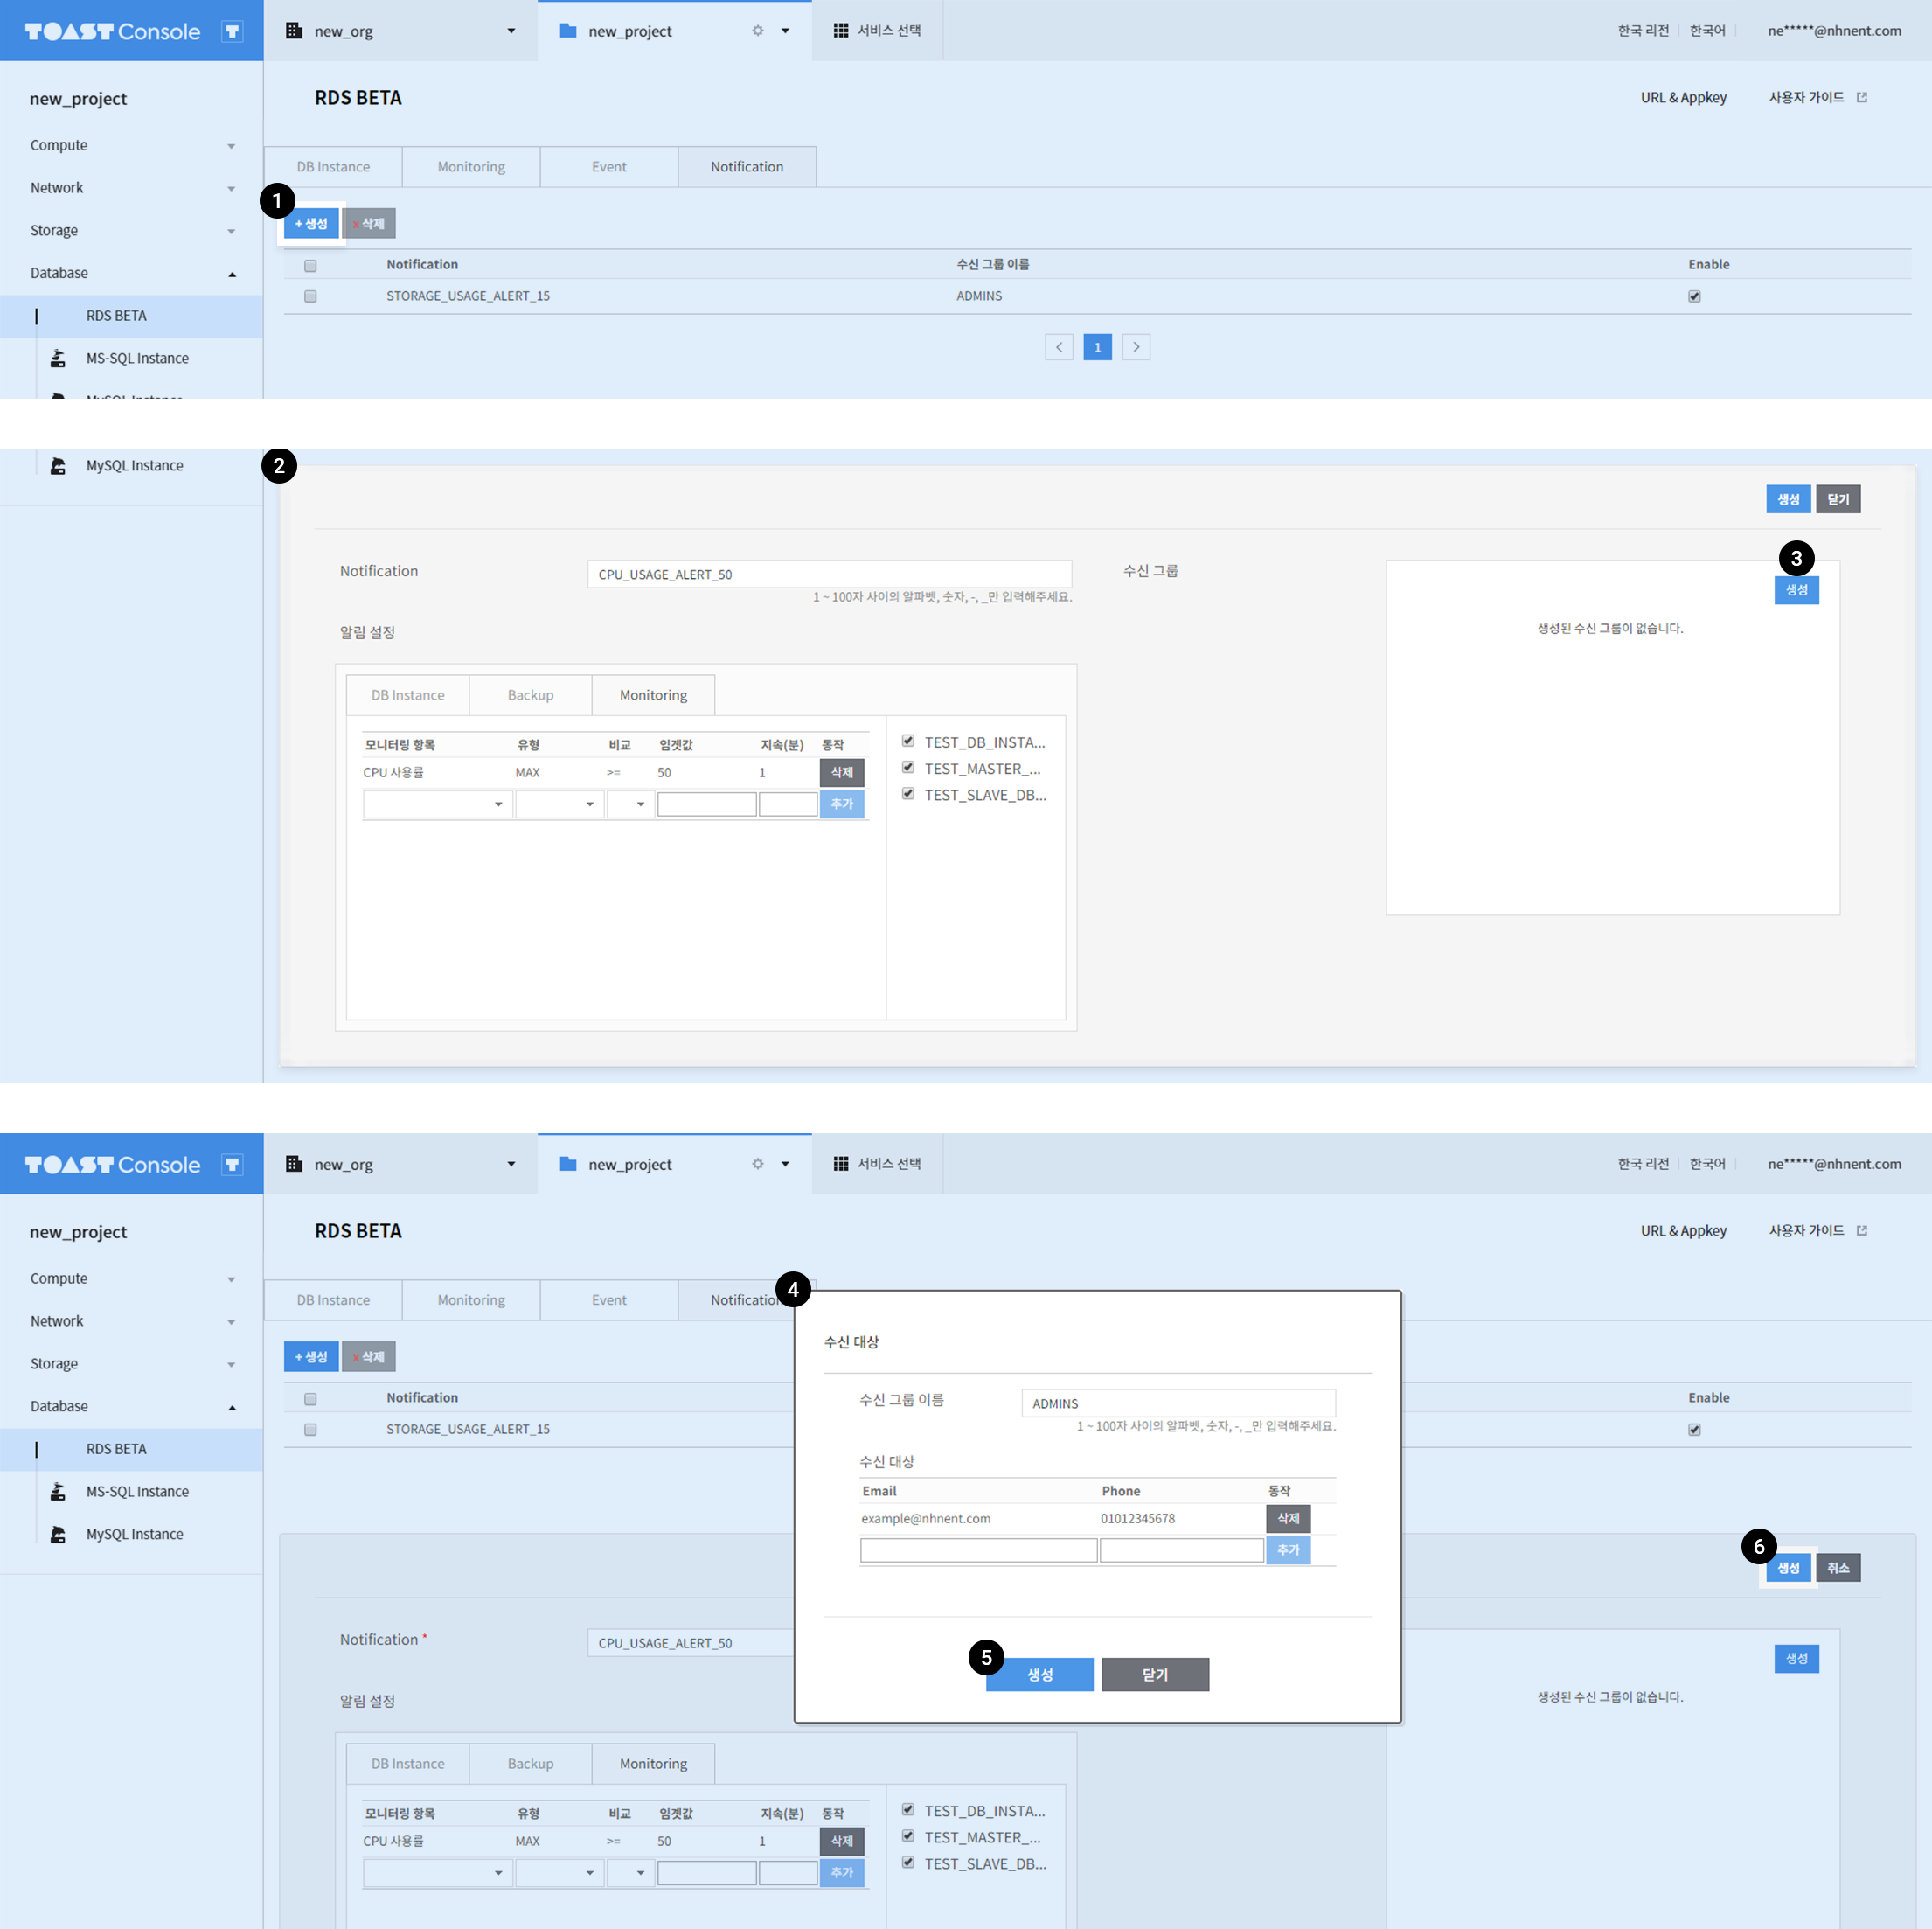 TOAST Console T new_org new_project 서비스 선택 한국 리전 한국어 ne*****@nhnent.com
new_project RDS BETA URL & Appkey 사용자 가이드
Compute
Network
Storage
Database
RDS BETA
MS-SQL Instance
MySQL Instance
DB Instance Monitoring Event Notification
1
+ 생성 x 삭제
Notification 수신 그룹 이름 Enable
STORAGE_USAGE_ALERT_15 ADMINS
< 1 >
MySQL Instance
2
생성 닫기
Notification CPU_USAGE_ALERT_50
1 ~ 100자 사이의 알파벳, 숫자, -, _만 입력해주세요.
수신 그룹
3
생성
생성된 수신 그룹이 없습니다.
알림 설정
DB Instance Backup Monitoring
모니터링 항목 유형 비교 임겟값 지속(분) 동작
CPU 사용률 MAX >= 50 1 삭제
추가
TEST_DB_INSTA...
TEST_MASTER_...
TEST_SLAVE_DB...
TOAST Console T new_org new_project 서비스 선택 한국 리전 한국어 ne*****@nhnent.com
new_project RDS BETA URL & Appkey 사용자 가이드
Compute
Network
Storage
Database
RDS BETA
MS-SQL Instance
MySQL Instance
DB Instance Monitoring Event Notification
+ 생성 x 삭제
Notification Enable
STORAGE_USAGE_ALERT_15
4
수신 대상
수신 그룹 이름 ADMINS
1 ~ 100자 사이의 알파벳, 숫자, -, _만 입력해주세요.
수신 대상
Email Phone 동작
example@nhnent.com 01012345678 삭제
추가
5
생성 닫기
6
생성 취소
Notification * CPU_USAGE_ALERT_50
생성
생성된 수신 그룹이 없습니다.
알림 설정
DB Instance Backup Monitoring
모니터링 항목 유형 비교 임겟값 지속(분) 동작
CPU 사용률 MAX >= 50 1 삭제
추가
TEST_DB_INSTA...
TEST_MASTER_...
TEST_SLAVE_DB...